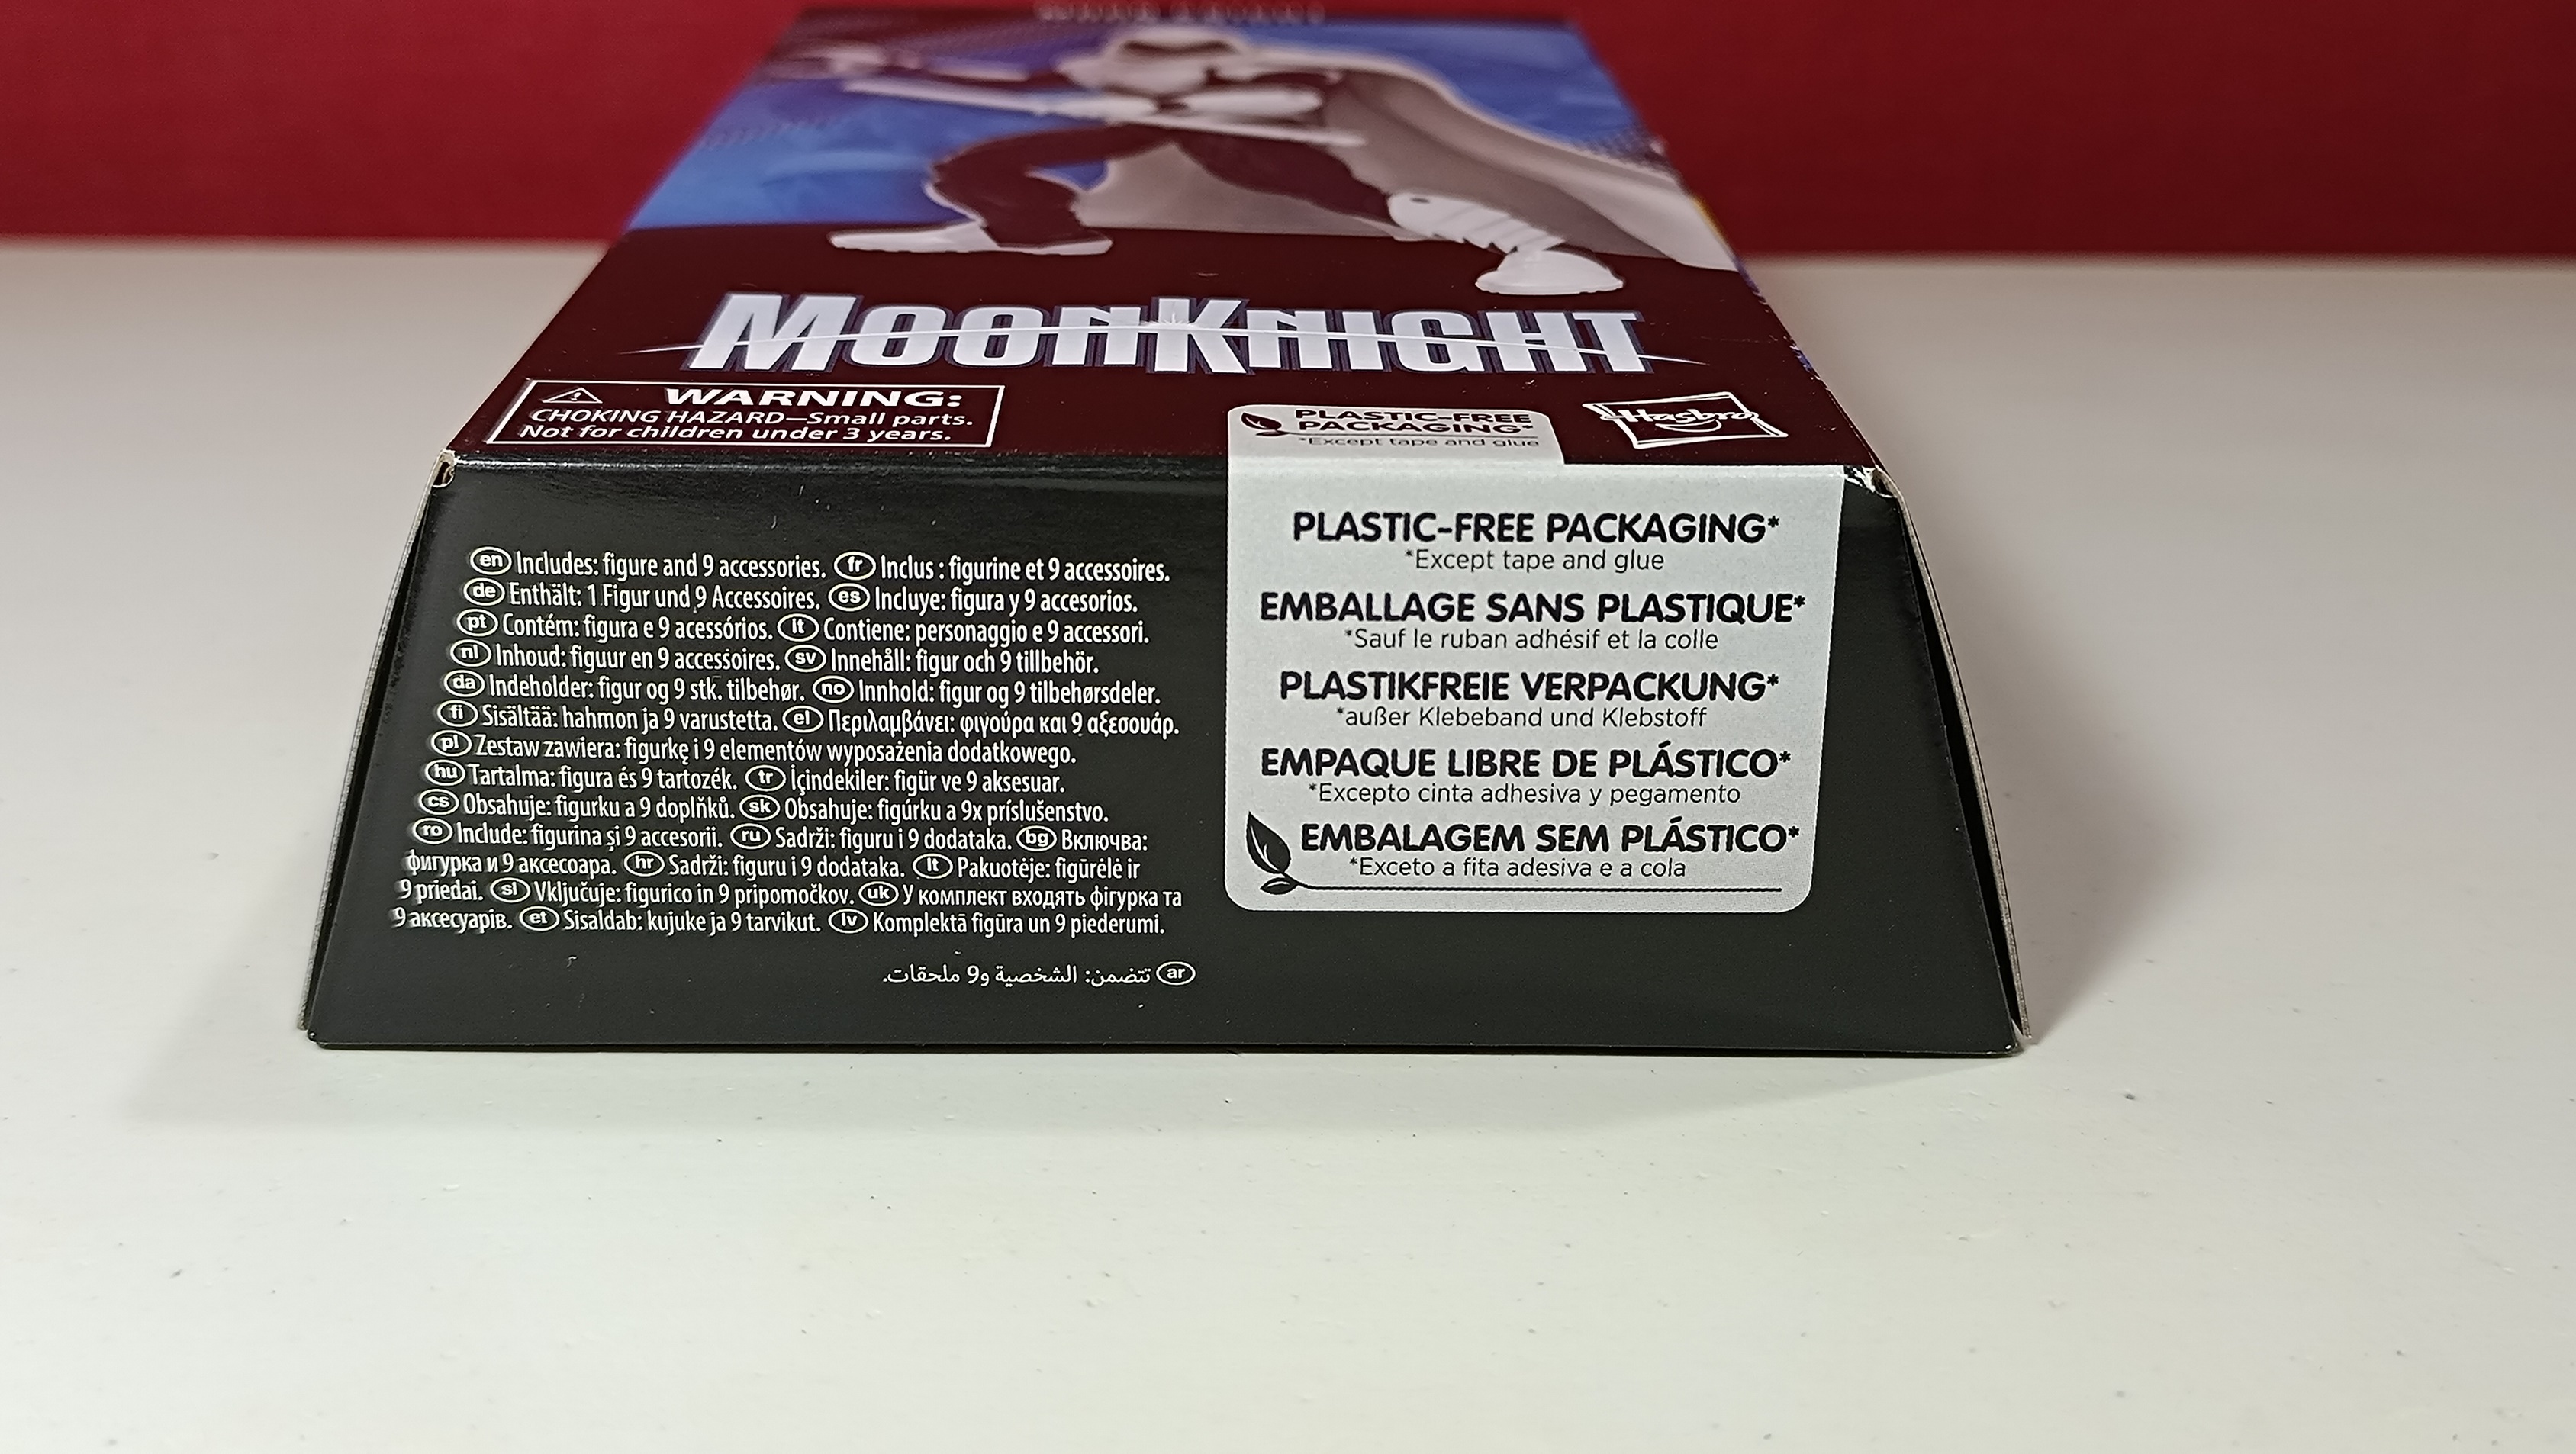 MOONKNIGHT
WARNING:
CHOKING HAZARD—Small parts.
Not for children under 3 years.
PLASTIC-FREE
PACKAGING*
*Except tape and glue
Hasbro
en Includes: figure and 9 accessories. fr Inclus : figurine et 9 accessoires.
de Enthält: 1 Figur und 9 Accessoires. es Incluye: figura y 9 accesorios.
pt Contém: figura e 9 acessórios. it Contiene: personaggio e 9 accessori.
nl Inhoud: figuur en 9 accessoires. sv Innehåll: figur och 9 tillbehör.
da Indeholder: figur og 9 stk. tilbehør. no Innhold: figur og 9 tilbehørsdeler.
fi Sisältää: hahmon ja 9 varustetta. el Περιλαμβάνει: φιγούρα και 9 αξεσουάρ.
pl Zestaw zawiera: figurkę i 9 elementów wyposażenia dodatkowego.
hu Tartalma: figura és 9 tartozék. tr İçindekiler: figür ve 9 aksesuar.
cs Obsahuje: figurku a 9 doplňků. sk Obsahuje: figúrku a 9x príslušenstvo.
ro Include: figurina și 9 accesorii. ru Sadrži: figuru i 9 dodataka. bg Включва:
фигурка и 9 аксесоара. hr Sadrži: figuru i 9 dodataka. lt Pakuotėje: figūrėlė ir
9 priedai. sl Vključuje: figurico in 9 pripomočkov. uk У комплект входять фігурка та
9 аксесуарів. et Sisaldab: kujuke ja 9 tarvikut. lv Komplektā figūra un 9 piederumi.
ar تتضمن: الشخصية و9 ملحقات.
PLASTIC-FREE PACKAGING*
*Except tape and glue
EMBALLAGE SANS PLASTIQUE*
*Sauf le ruban adhésif et la colle
PLASTIKFREIE VERPACKUNG*
*außer Klebeband und Klebstoff
EMPAQUE LIBRE DE PLÁSTICO*
*Excepto cinta adhesiva y pegamento
EMBALAGEM SEM PLÁSTICO*
*Exceto a fita adesiva e a cola